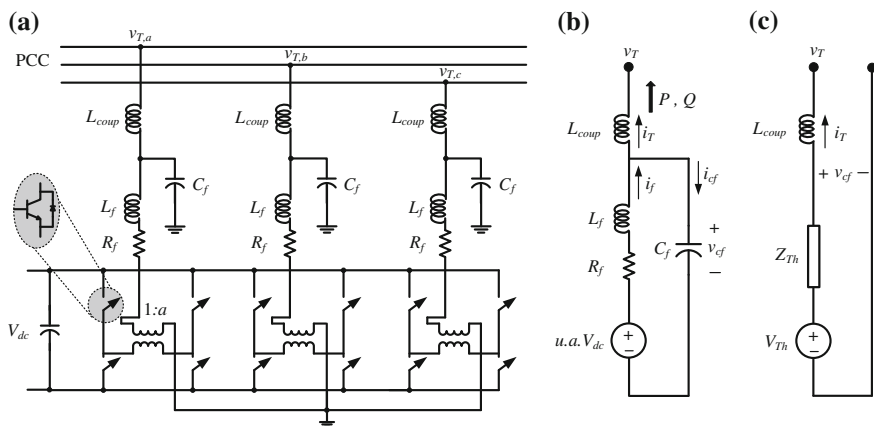 (a)
PCC
v_{T,a}
v_{T,b}
v_{T,c}
L_{coup}
L_{coup}
L_{coup}
C_f
C_f
C_f
L_f
L_f
L_f
R_f
R_f
R_f
1:a
V_{dc}
(b)
v_T
P , Q
L_{coup}
i_T
i_f
i_{cf}
L_f
R_f
C_f
+
v_{cf}
−
u.a.V_{dc}
+
−
(c)
v_T
L_{coup}
i_T
+ v_{cf} −
Z_{Th}
V_{Th}
+
−